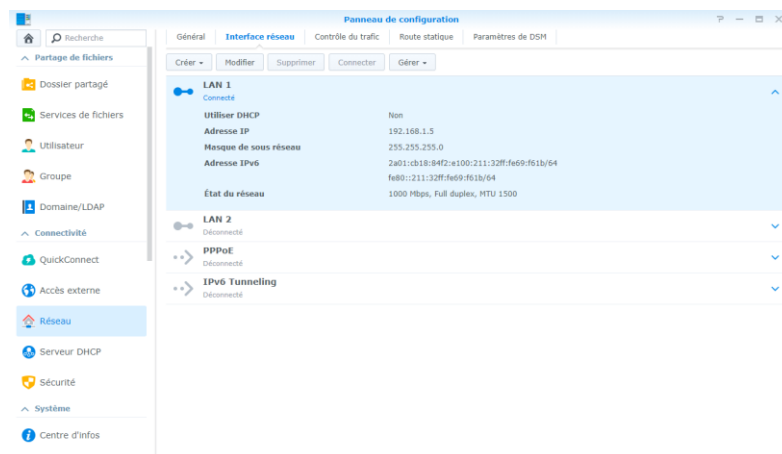 Panneau de configuration
Recherche
Général Interface réseau Contrôle du trafic Route statique Paramètres de DSM
Partage de fichiers
Créer Modifier Supprimer Connecter Gérer
Dossier partagé
Services de fichiers
Utilisateur
Groupe
Domaine/LDAP
Connectivité
QuickConnect
Accès externe
Réseau
Serveur DHCP
Sécurité
Système
Centre d'infos
LAN 1
Connecté
Utiliser DHCP Non
Adresse IP 192.168.1.5
Masque de sous réseau 255.255.255.0
Adresse IPv6 2a01:cb18:84f2:e100:211:32ff:fe69:f61b/64
fe80::211:32ff:fe69:f61b/64
État du réseau 1000 Mbps, Full duplex, MTU 1500
LAN 2
Déconnecté
PPPoE
Déconnecté
IPv6 Tunneling
Déconnecté